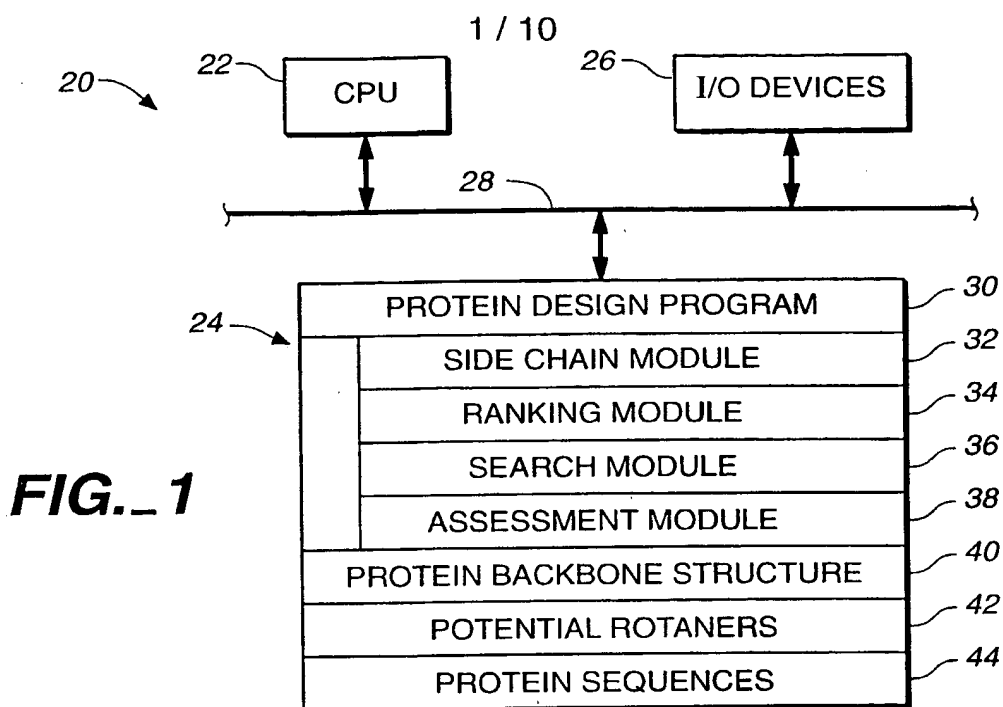 1 / 10
20
22
CPU
26
I/O DEVICES
28
24
PROTEIN DESIGN PROGRAM
30
SIDE CHAIN MODULE
32
RANKING MODULE
34
SEARCH MODULE
36
ASSESSMENT MODULE
38
PROTEIN BACKBONE STRUCTURE
40
POTENTIAL ROTANERS
42
PROTEIN SEQUENCES
44
FIG._1